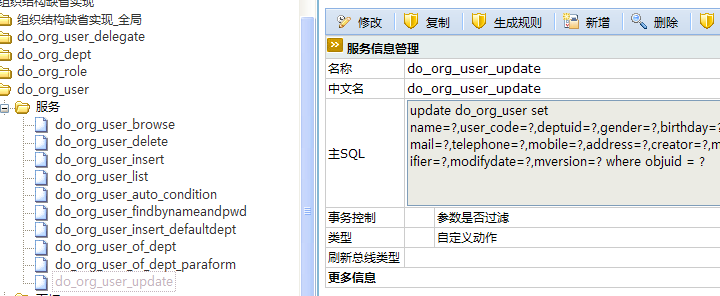 组织结构缺省实现
组织结构缺省实现_全局
do_org_user_delegate
do_org_dept
do_org_role
do_org_user
服务
do_org_user_browse
do_org_user_delete
do_org_user_insert
do_org_user_list
do_org_user_auto_condition
do_org_user_findbynameandpwd
do_org_user_insert_defaultdept
do_org_user_of_dept
do_org_user_of_dept_paraform
do_org_user_update
修改 复制 生成规则 新增 删除
服务信息管理
名称 do_org_user_update
中文名 do_org_user_update
主SQL
update do_org_user set
name=?,user_code=?,deptuid=?,gender=?,birthday=?
mail=?,telephone=?,mobile=?,address=?,creator=?,m
ifier=?,modifydate=?,mversion=? where objuid = ?
事务控制 参数是否过滤
类型 自定义动作
刷新总线类型
更多信息